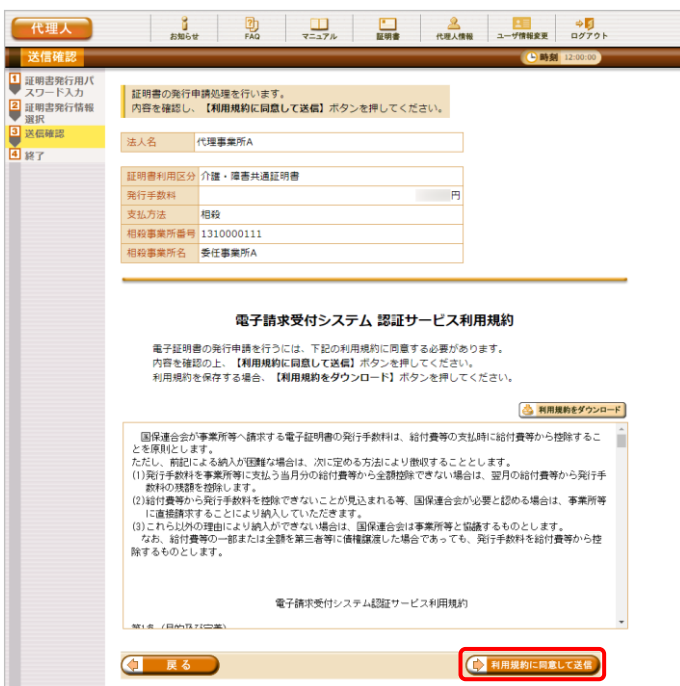 代理人
お知らせ
FAQ
マニュアル
証明書
代理人情報
ユーザ情報変更
ログアウト
送信確認
時刻 12:00:00
1 証明書発行用パ
スワード入力
2 証明書発行情報
選択
3 送信確認
4 終了
証明書の発行申請処理を行います。
内容を確認し、【利用規約に同意して送信】ボタンを押してください。
法人名 代理事業所A
証明書利用区分 介護・障害共通証明書
発行手数料 円
支払方法 相殺
相殺事業所番号 1310000111
相殺事業所名 委任事業所A
電子請求受付システム 認証サービス利用規約
電子証明書の発行申請を行うには、下記の利用規約に同意する必要があります。
内容を確認の上、【利用規約に同意して送信】ボタンを押してください。
利用規約を保存する場合、【利用規約をダウンロード】ボタンを押してください。
利用規約をダウンロード
国保連合会が事業所等へ請求する電子証明書の発行手数料は、給付費等の支払時に給付費等から控除するこ
とを原則とします。
ただし、前記による納入が困難な場合は、次に定める方法により徴収することとします。
(1)発行手数料を事業所等に支払う当月分の給付費等から全額控除できない場合は、翌月の給付費等から発行手
数料の残額を控除します。
(2)給付費等から発行手数料を控除できないことが見込まれる等、国保連合会が必要と認める場合は、事業所等
に直接請求することにより納入していただきます。
(3)これら以外の理由により納入ができない場合は、国保連合会は事業所等と協議するものとします。
なお、給付費等の一部または全額を第三者等に債権譲渡した場合であっても、発行手数料を給付費等から控
除するものとします。
電子請求受付システム認証サービス利用規約
第1条（目的及び定義）
戻る
利用規約に同意して送信